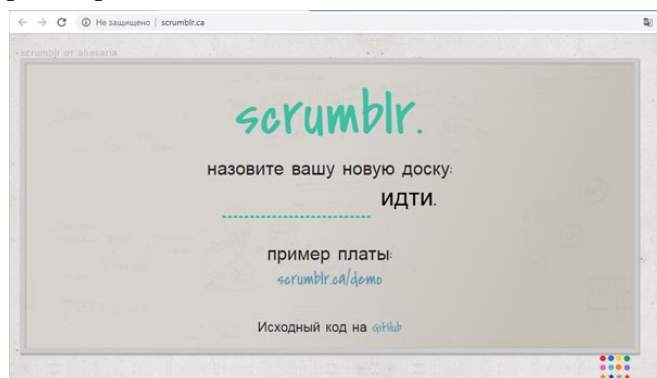 Не защищено | scrumblr.ca
scrumblr от aliasaria
scrumblr.
назовите вашу новую доску:
идти.
пример платы:
scrumblr.ca/demo
Исходный код на GitHub